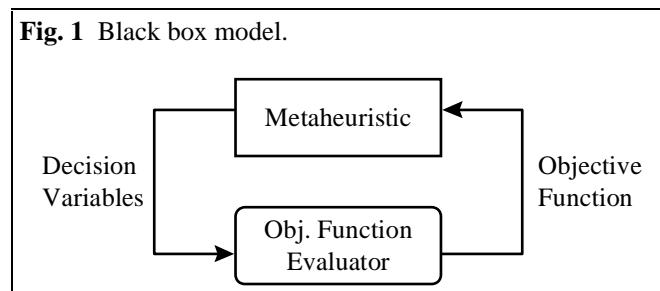 Fig. 1 Black box model.
Metaheuristic
Decision
Variables
Objective
Function
Obj. Function
Evaluator